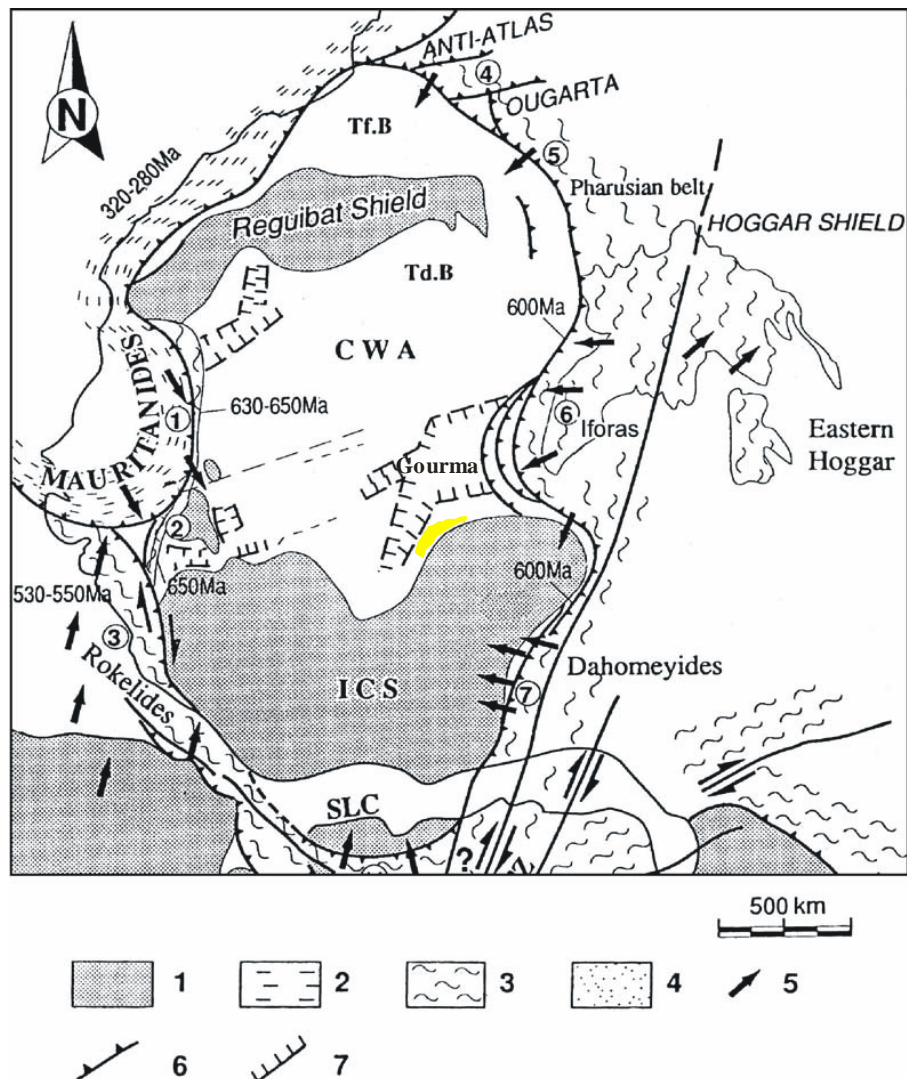 ANTI-ATLAS
4
OUGARTA
N
Tf.B
5
320-280Ma
Pharusian belt
Reguibat Shield
HOGGAR SHIELD
Td.B
600Ma
CWA
MAURITANIDES
630-650Ma
1
6
Iforas
Eastern
Hoggar
Gourma
2
530-550Ma
650Ma
600Ma
3
Rokelides
Dahomeyides
ICS
7
SLC
?
500 km
1
2
3
4
5
6
7